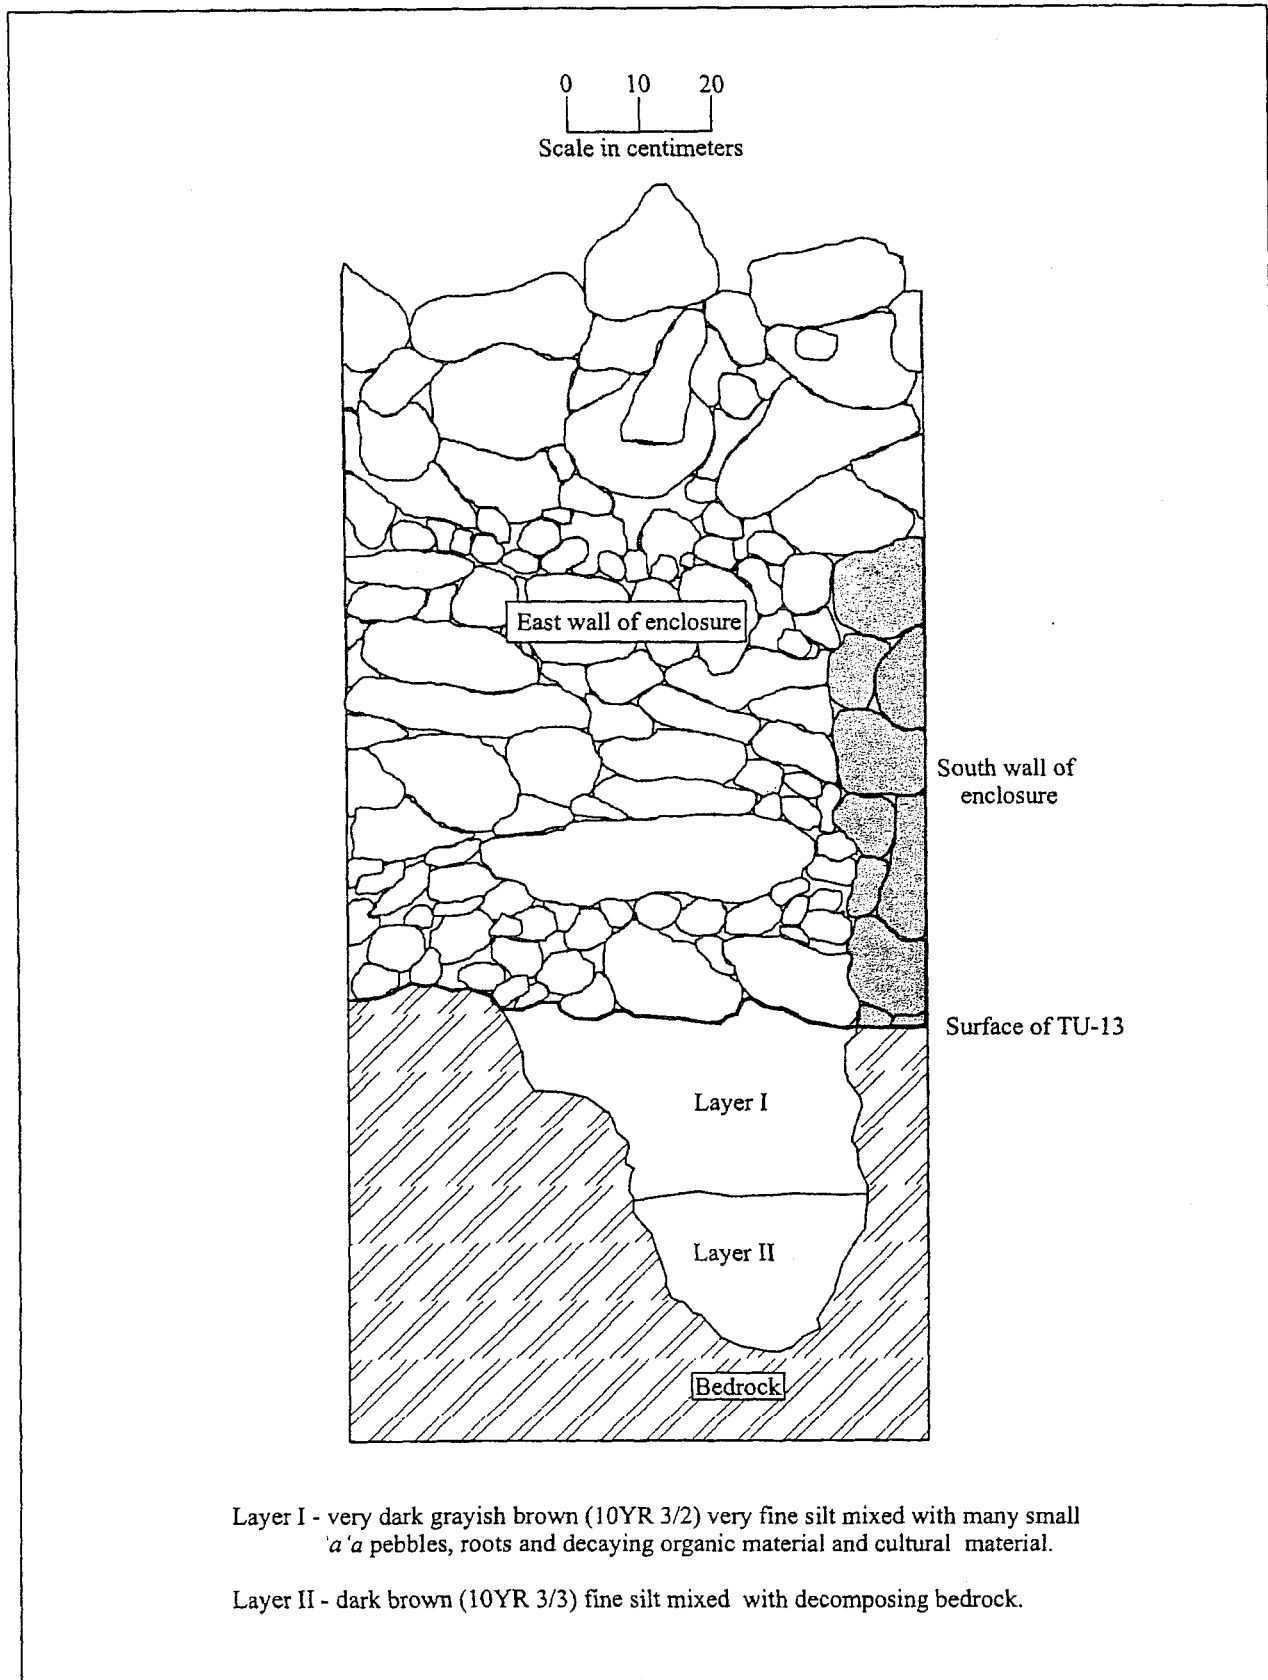 0 10 20
Scale in centimeters
East wall of enclosure
South wall of
enclosure
Surface of TU-13
Layer I
Layer II
Bedrock
Layer I - very dark grayish brown (10YR 3/2) very fine silt mixed with many small
'a'a pebbles, roots and decaying organic material and cultural material.
Layer II - dark brown (10YR 3/3) fine silt mixed with decomposing bedrock.